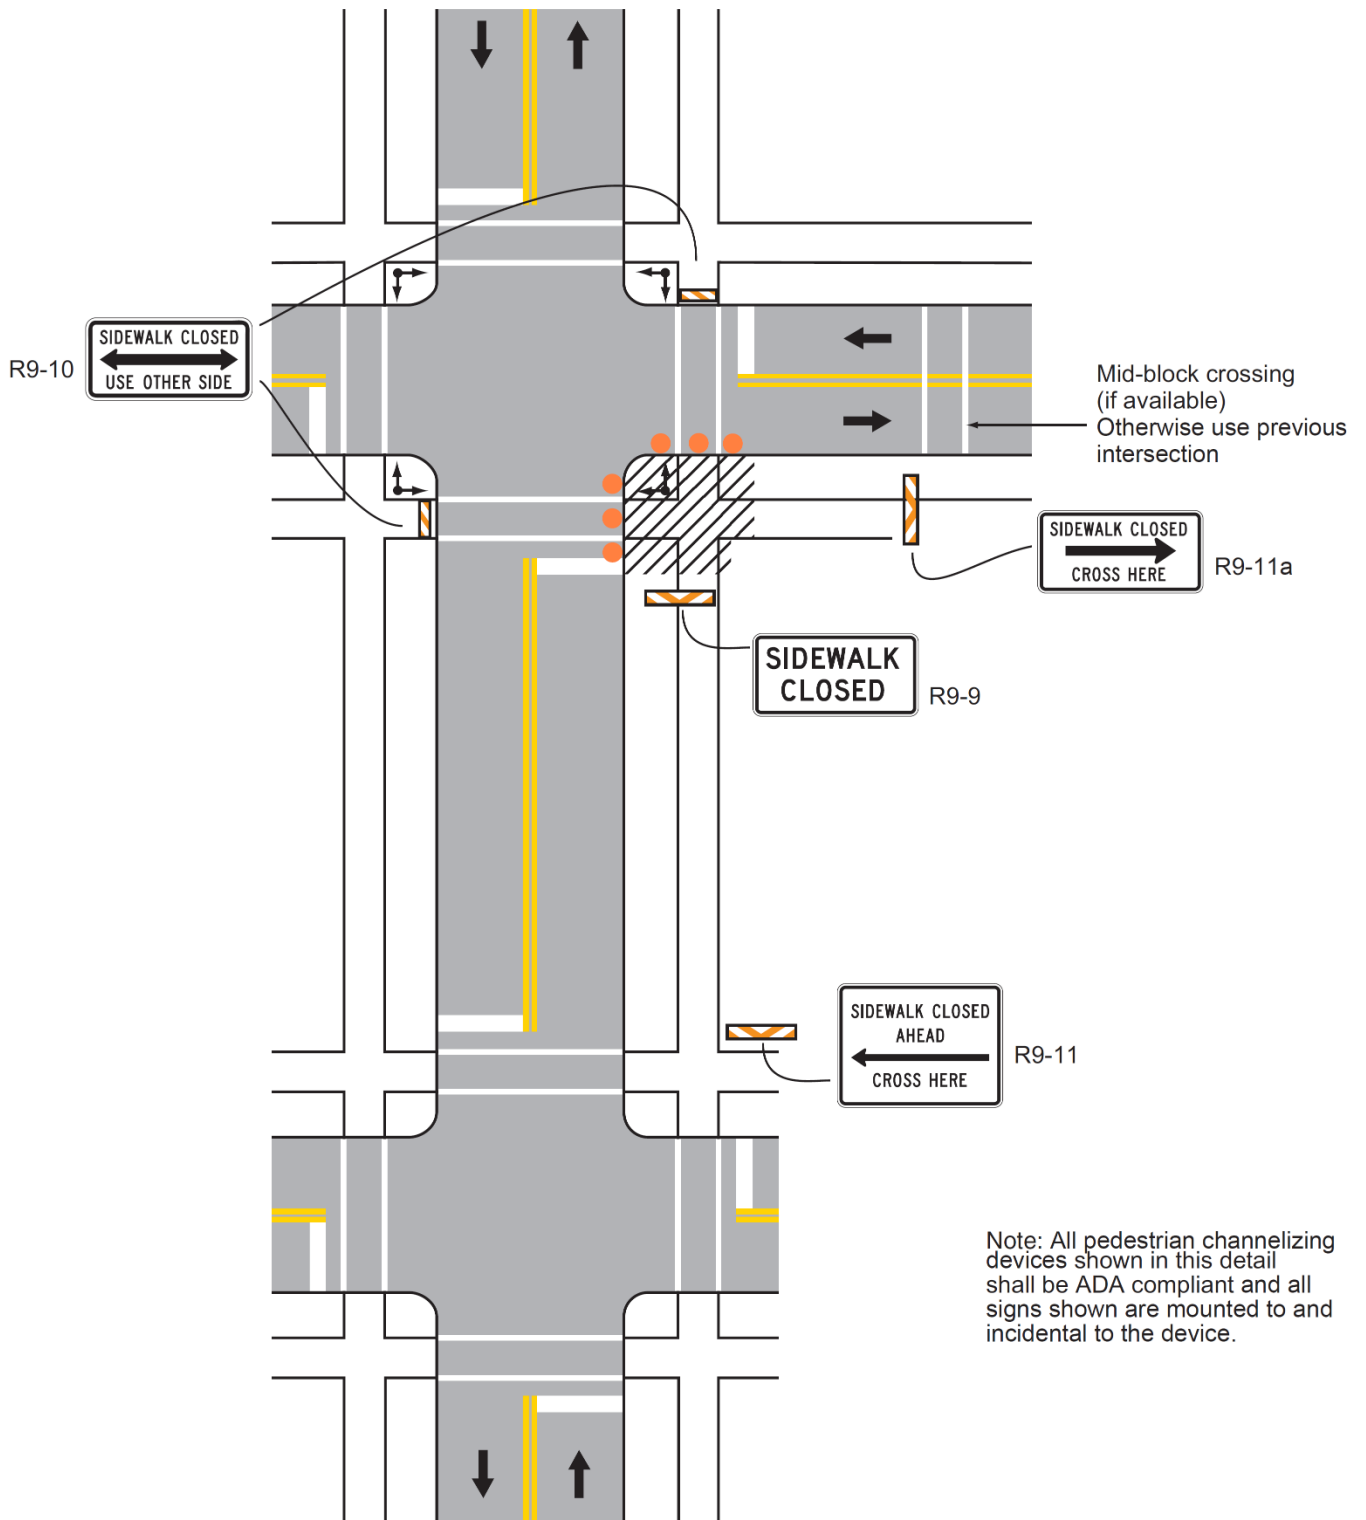 R9-10
SIDEWALK CLOSED
USE OTHER SIDE
Mid-block crossing
(if available)
Otherwise use previous
intersection
SIDEWALK CLOSED
CROSS HERE
R9-11a
SIDEWALK
CLOSED
R9-9
SIDEWALK CLOSED
AHEAD
CROSS HERE
R9-11
Note: All pedestrian channelizing
devices shown in this detail
shall be ADA compliant and all
signs shown are mounted to and
incidental to the device.